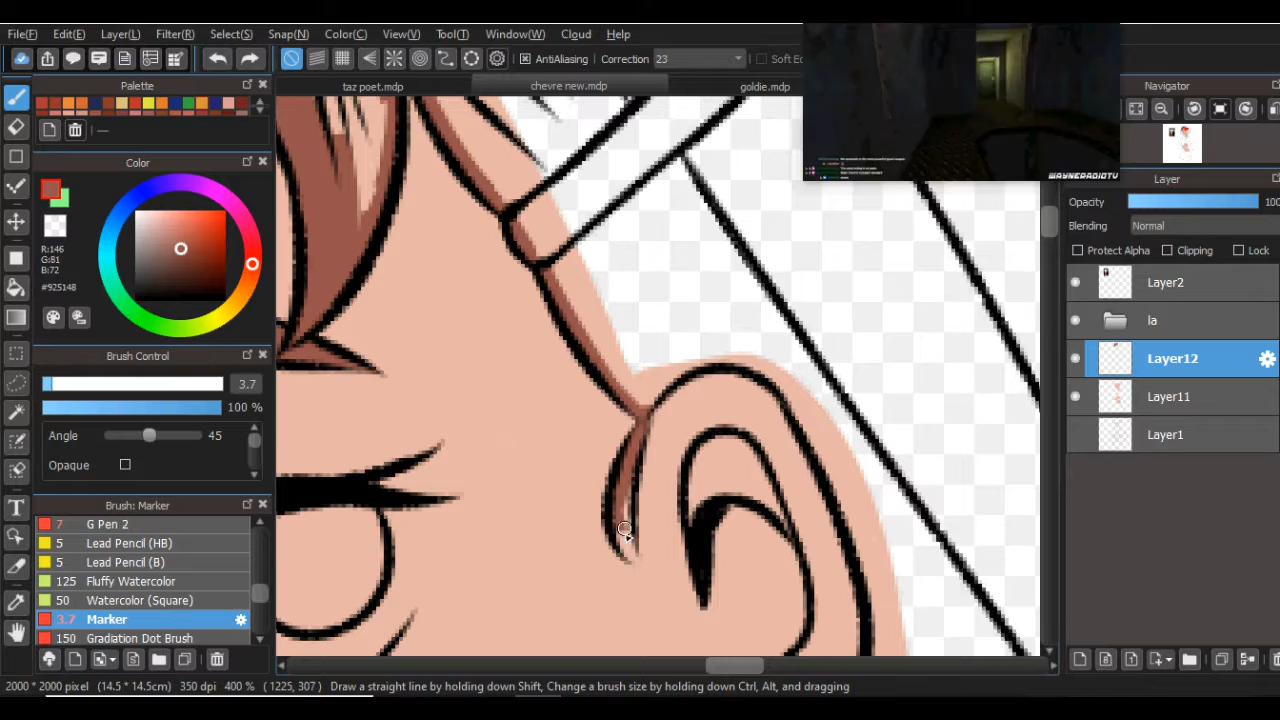 File(F) Edit(E) Layer(L) Filter(R) Select(S) Snap(N) Color(C) View(V) Tool(T) Window(W) Cloud Help
AntiAliasing Correction 23 Soft Ed
Palette
taz poet.mdp chevre new.mdp goldie.mdp
Navigator
Color
WAYNERADIOTV
Layer
R:146
G:81
B:72
#925148
Opacity 100
Blending Normal
Protect Alpha Clipping Lock
Layer2
la
Layer12
Layer11
Layer1
Brush Control
3.7
100 %
Angle 45
Opaque
Brush: Marker
7 G Pen 2
5 Lead Pencil (HB)
5 Lead Pencil (B)
125 Fluffy Watercolor
50 Watercolor (Square)
3.7 Marker
150 Gradiation Dot Brush
2000 * 2000 pixel (14.5 * 14.5cm) 350 dpi 400 % ( 1225, 307 ) Draw a straight line by holding down Shift, Change a brush size by holding down Ctrl, Alt, and dragging